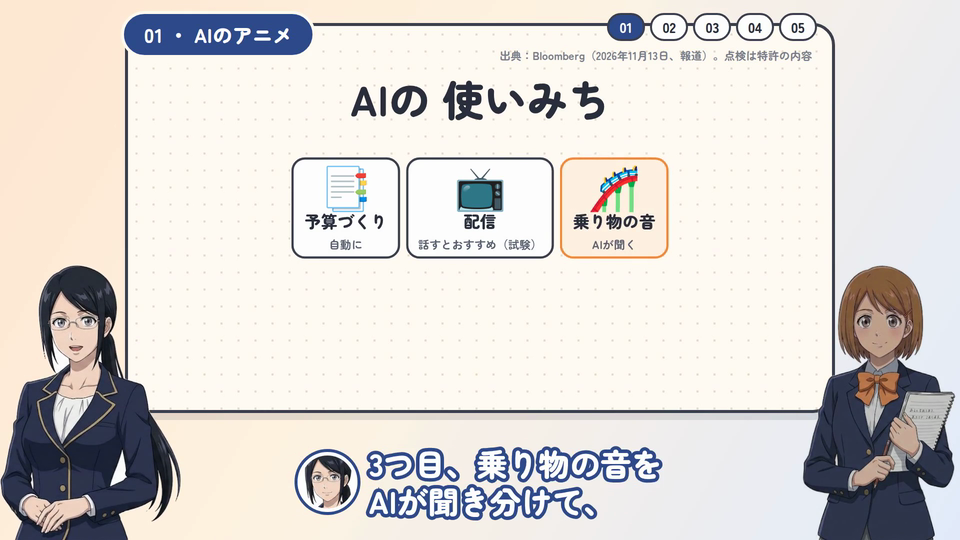 01 ・ AIのアニメ
01 02 03 04 05
出典：Bloomberg（2026年11月13日、報道）。点検は特許の内容
AIの 使いみち
予算づくり
自動に
配信
話すとおすすめ（試験）
乗り物の音
AIが聞く
3つ目、乗り物の音を
AIが聞き分けて、